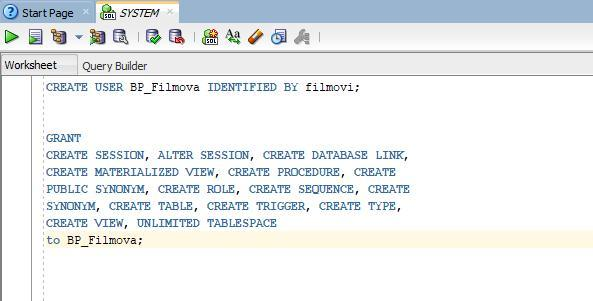 Start Page
SYSTEM
Worksheet Query Builder
CREATE USER BP_Filmova IDENTIFIED BY filmovi;
GRANT
CREATE SESSION, ALTER SESSION, CREATE DATABASE LINK,
CREATE MATERIALIZED VIEW, CREATE PROCEDURE, CREATE
PUBLIC SYNONYM, CREATE ROLE, CREATE SEQUENCE, CREATE
SYNONYM, CREATE TABLE, CREATE TRIGGER, CREATE TYPE,
CREATE VIEW, UNLIMITED TABLESPACE
to BP_Filmova;